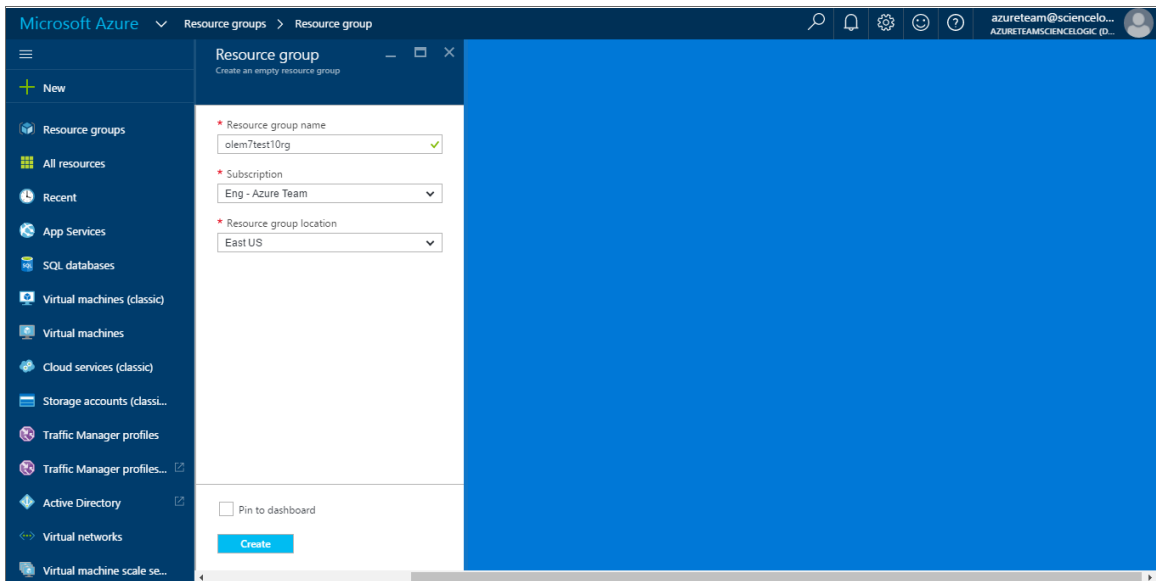 Microsoft Azure Resource groups > Resource group
azureteam@sciencelo...
AZURETEAMSCIENCELOGIC (D...
New
Resource groups
All resources
Recent
App Services
SQL databases
Virtual machines (classic)
Virtual machines
Cloud services (classic)
Storage accounts (classi...
Traffic Manager profiles
Traffic Manager profiles...
Active Directory
Virtual networks
Virtual machine scale se...
Resource group
Create an empty resource group
* Resource group name
olem7test10rg
* Subscription
Eng - Azure Team
* Resource group location
East US
Pin to dashboard
Create